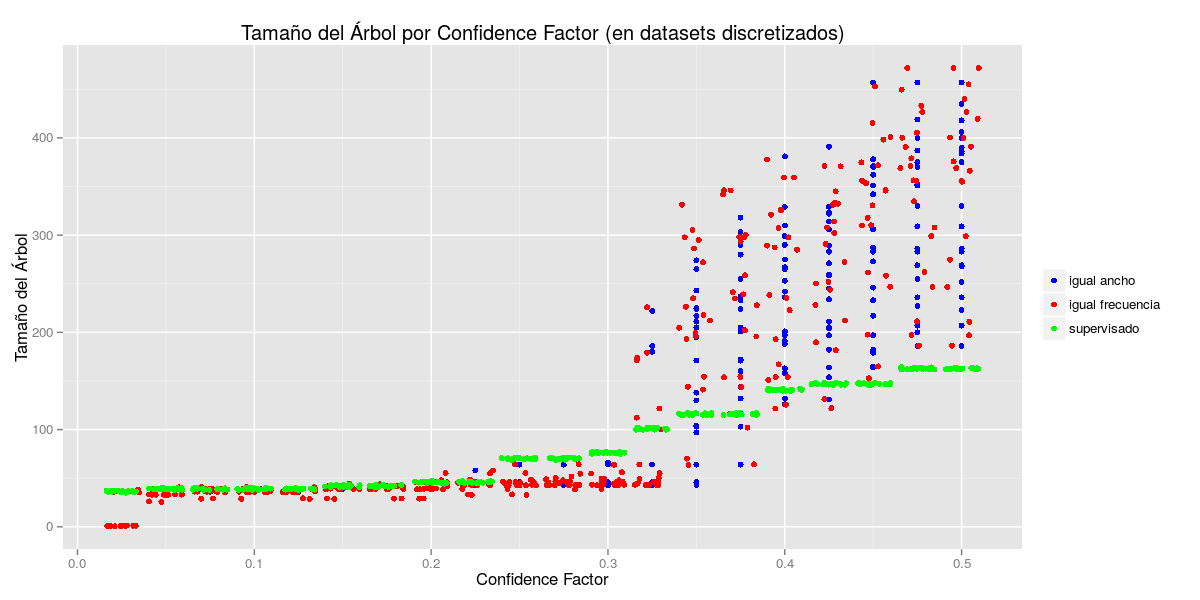 Tamaño del Árbol por Confidence Factor (en datasets discretizados)
Tamaño del Árbol
400
300
200
100
0
0.0 0.1 0.2 0.3 0.4 0.5
Confidence Factor
igual ancho
igual frecuencia
supervisado